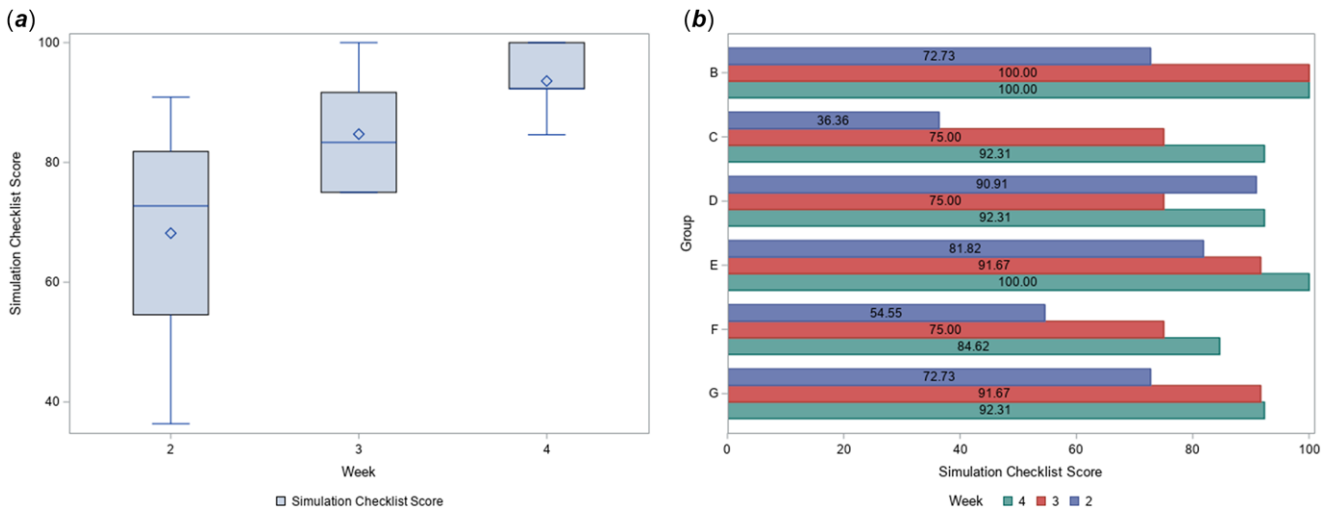 (a)
100
80
60
40
Simulation Checklist Score
2 3 4
Week
Simulation Checklist Score
(b)
Group
B
72.73
100.00
100.00
C
36.36
75.00
92.31
D
90.91
75.00
92.31
E
81.82
91.67
100.00
F
54.55
75.00
84.62
G
72.73
91.67
92.31
0 20 40 60 80 100
Simulation Checklist Score
Week 4 3 2